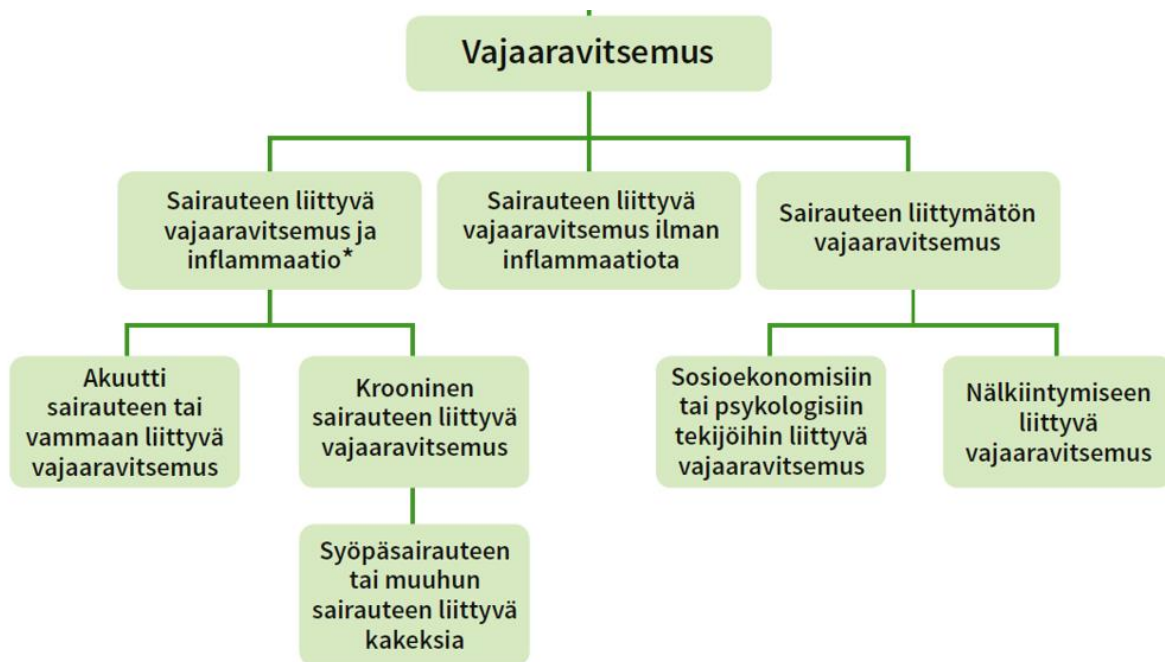 Vajaaravitsemus
Sairauteen liittyvä
vajaaravitsemus ja
inflammaatio*
Sairauteen liittyvä
vajaaravitsemus ilman
inflammaatiota
Sairauteen liittymätön
vajaaravitsemus
Akuutti
sairauteen tai
vammaan liittyvä
vajaaravitsemus
Krooninen
sairauteen liittyvä
vajaaravitsemus
Sosioekonomisiin
tai psykologisiin
tekijöihin liittyvä
vajaaravitsemus
Nälkiintymiseen
liittyvä
vajaaravitsemus
Syöpäsairauteen
tai muuhun
sairauteen liittyvä
kakeksia